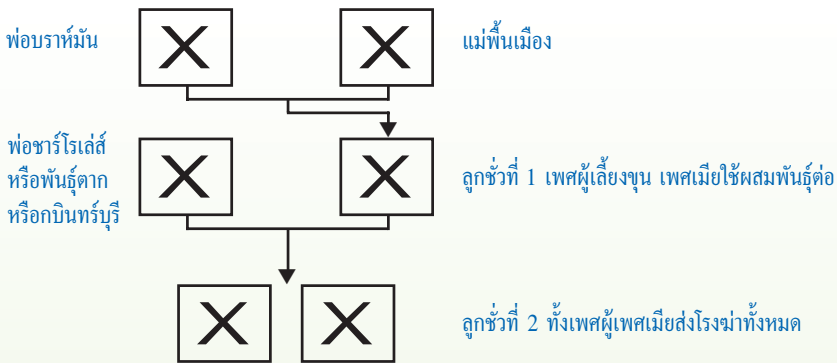 พ่อบราห์มัน
แม่พื้นเมือง
พ่อชาร์โรเล่ส์
หรือพันธุ์ตาก
หรือกบินทร์บุรี
ลูกชั่วที่ 1 เพศผู้เลี้ยงขุน เพศเมียใช้ผสมพันธุ์ต่อ
ลูกชั่วที่ 2 ทั้งเพศผู้เพศเมียส่งโรงฆ่าทั้งหมด